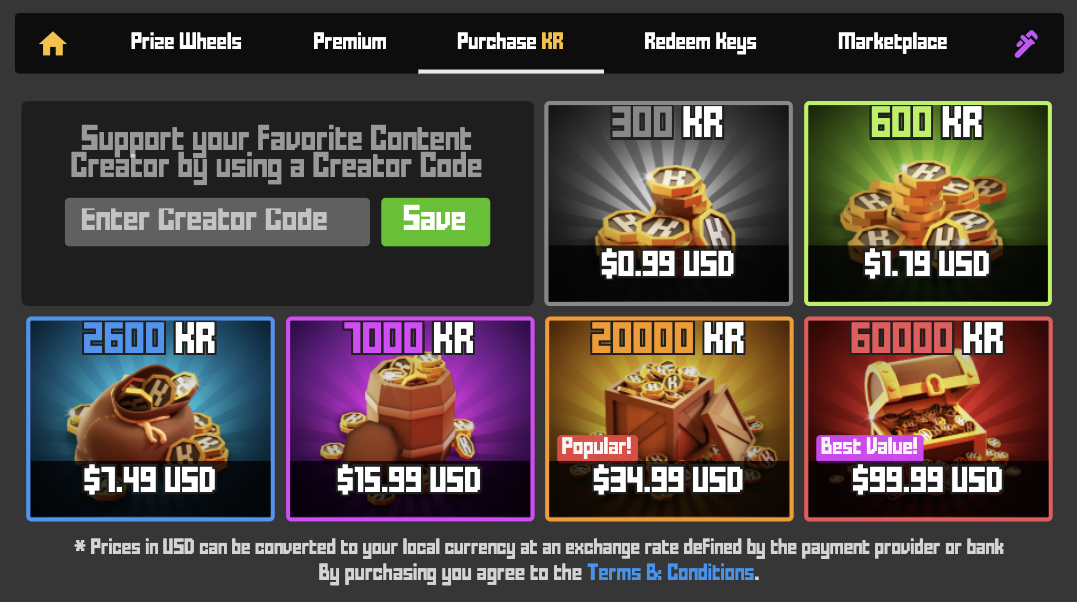 Prize Wheels
Premium
Purchase KR
Redeem Keys
Marketplace
Support your Favorite Content
Creator by using a Creator Code
Enter Creator Code
Save
300 KR
$0.99 USD
600 KR
$1.79 USD
2600 KR
$7.49 USD
7000 KR
$15.99 USD
20000 KR
Popular!
$34.99 USD
60000 KR
Best Value!
$99.99 USD
* Prices in USD can be converted to your local currency at an exchange rate defined by the payment provider or bank
By purchasing you agree to the Terms & Conditions.